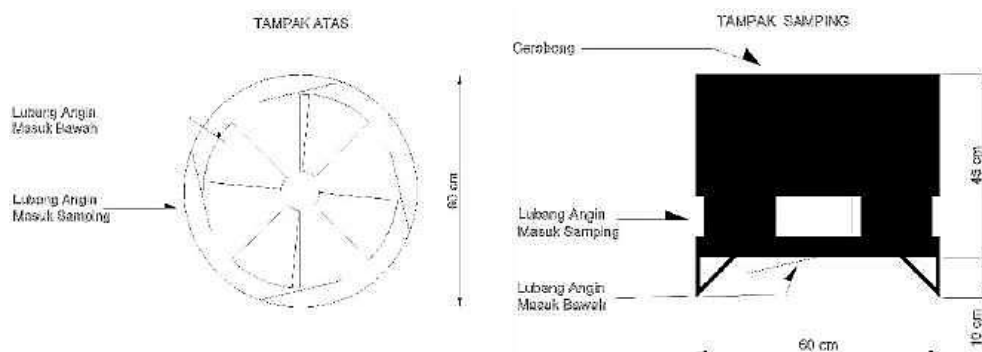 TAMPAK ATAS
Lubang Angin
Masuk Bawah
Lubang Angin
Masuk Samping
60 cm
TAMPAK SAMPING
Cerobong
Lubang Angin
Masuk Samping
Lubang Angin
Masuk Bawah
45 cm
10 cm
60 cm